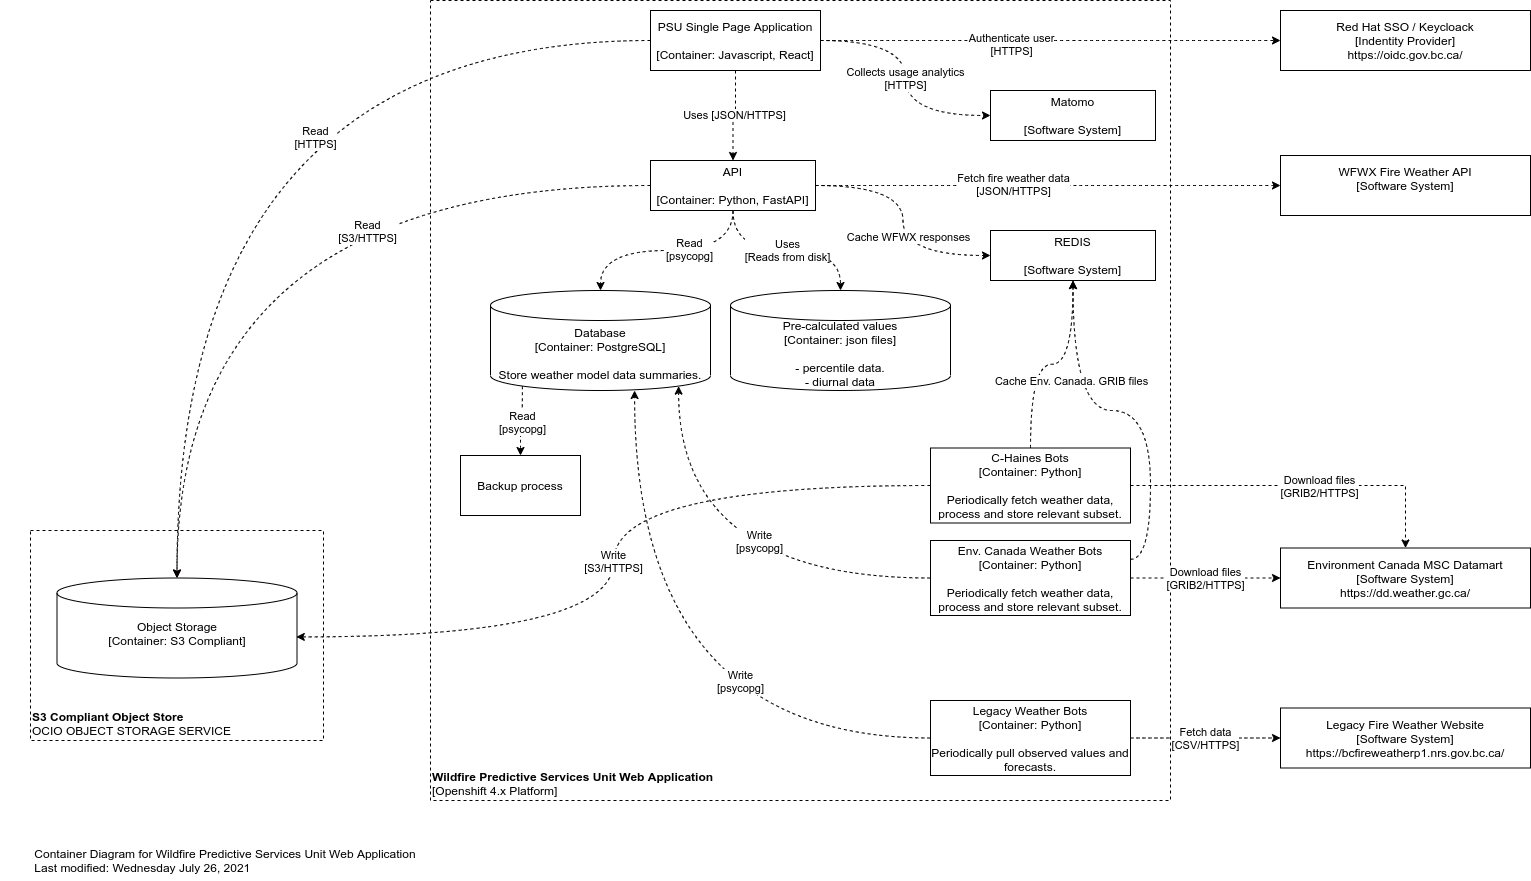 PSU Single Page Application
[Container: Javascript, React]
Authenticate user
[HTTPS]
Red Hat SSO / Keycloack
[Indentity Provider]
https://oidc.gov.bc.ca/
Collects usage analytics
[HTTPS]
Matomo
[Software System]
Uses [JSON/HTTPS]
Read
[HTTPS]
API
[Container: Python, FastAPI]
Fetch fire weather data
[JSON/HTTPS]
WFWX Fire Weather API
[Software System]
Read
[S3/HTTPS]
Cache WFWX responses
REDIS
[Software System]
Read
[psycopg]
Uses
[Reads from disk]
Database
[Container: PostgreSQL]
Store weather model data summaries.
Pre-calculated values
[Container: json files]
- percentile data.
- diurnal data
Cache Env. Canada. GRIB files
Read
[psycopg]
Backup process
C-Haines Bots
[Container: Python]
Periodically fetch weather data,
process and store relevant subset.
Download files
[GRIB2/HTTPS]
Write
[psycopg]
Write
[S3/HTTPS]
Env. Canada Weather Bots
[Container: Python]
Periodically fetch weather data,
process and store relevant subset.
Download files
[GRIB2/HTTPS]
Environment Canada MSC Datamart
[Software System]
https://dd.weather.gc.ca/
Object Storage
[Container: S3 Compliant]
S3 Compliant Object Store
OCIO OBJECT STORAGE SERVICE
Write
[psycopg]
Legacy Weather Bots
[Container: Python]
Periodically pull observed values and
forecasts.
Fetch data
[CSV/HTTPS]
Legacy Fire Weather Website
[Software System]
https://bcfireweatherp1.nrs.gov.bc.ca/
Wildfire Predictive Services Unit Web Application
[Openshift 4.x Platform]
Container Diagram for Wildfire Predictive Services Unit Web Application
Last modified: Wednesday July 26, 2021